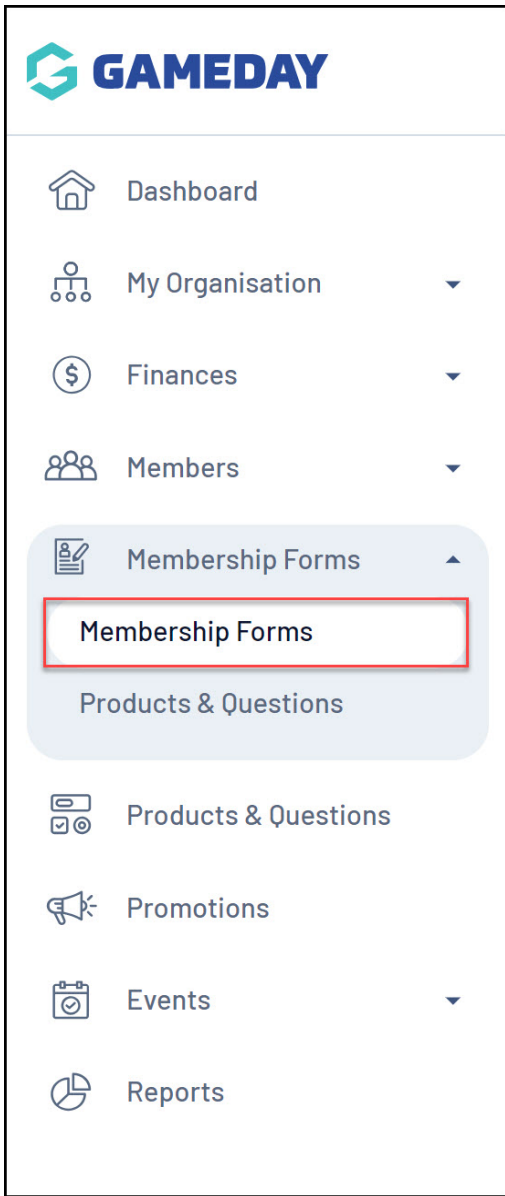 GAMEDAY
Dashboard
My Organisation
Finances
Members
Membership Forms
Membership Forms
Products & Questions
Products & Questions
Promotions
Events
Reports